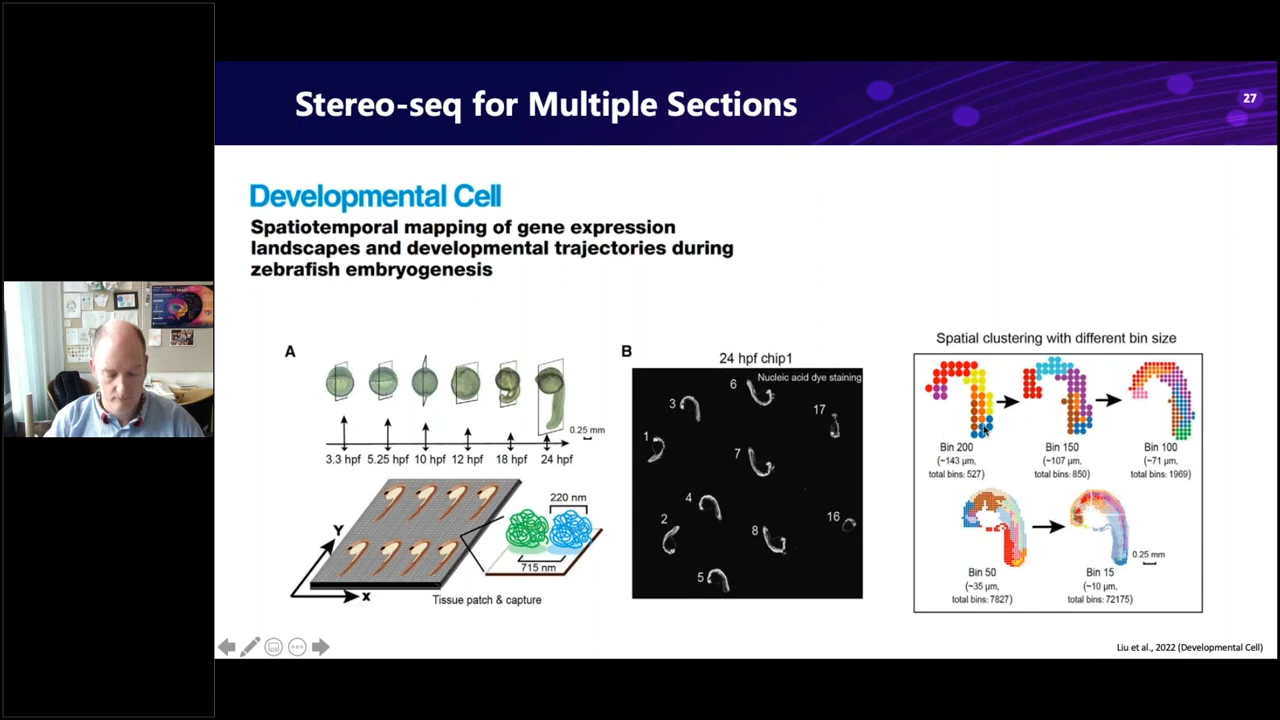 Stereo-seq for Multiple Sections
27
Developmental Cell
Spatiotemporal mapping of gene expression
landscapes and developmental trajectories during
zebrafish embryogenesis
A
0.25 mm
3.3 hpf 5.25 hpf 10 hpf 12 hpf 18 hpf 24 hpf
220 nm
715 nm
Y
X
Tissue patch & capture
B
24 hpf chip1
Nucleic acid dye staining
6
3
17
1
7
4
2
16
8
5
Spatial clustering with different bin size
Bin 200
(~143 µm,
total bins: 527)
Bin 150
(~107 µm,
total bins: 850)
Bin 100
(~71 µm,
total bins: 1969)
Bin 50
(~35 µm,
total bins: 7827)
Bin 15
(~10 µm,
total bins: 72175)
0.25 mm
Liu et al., 2022 (Developmental Cell)